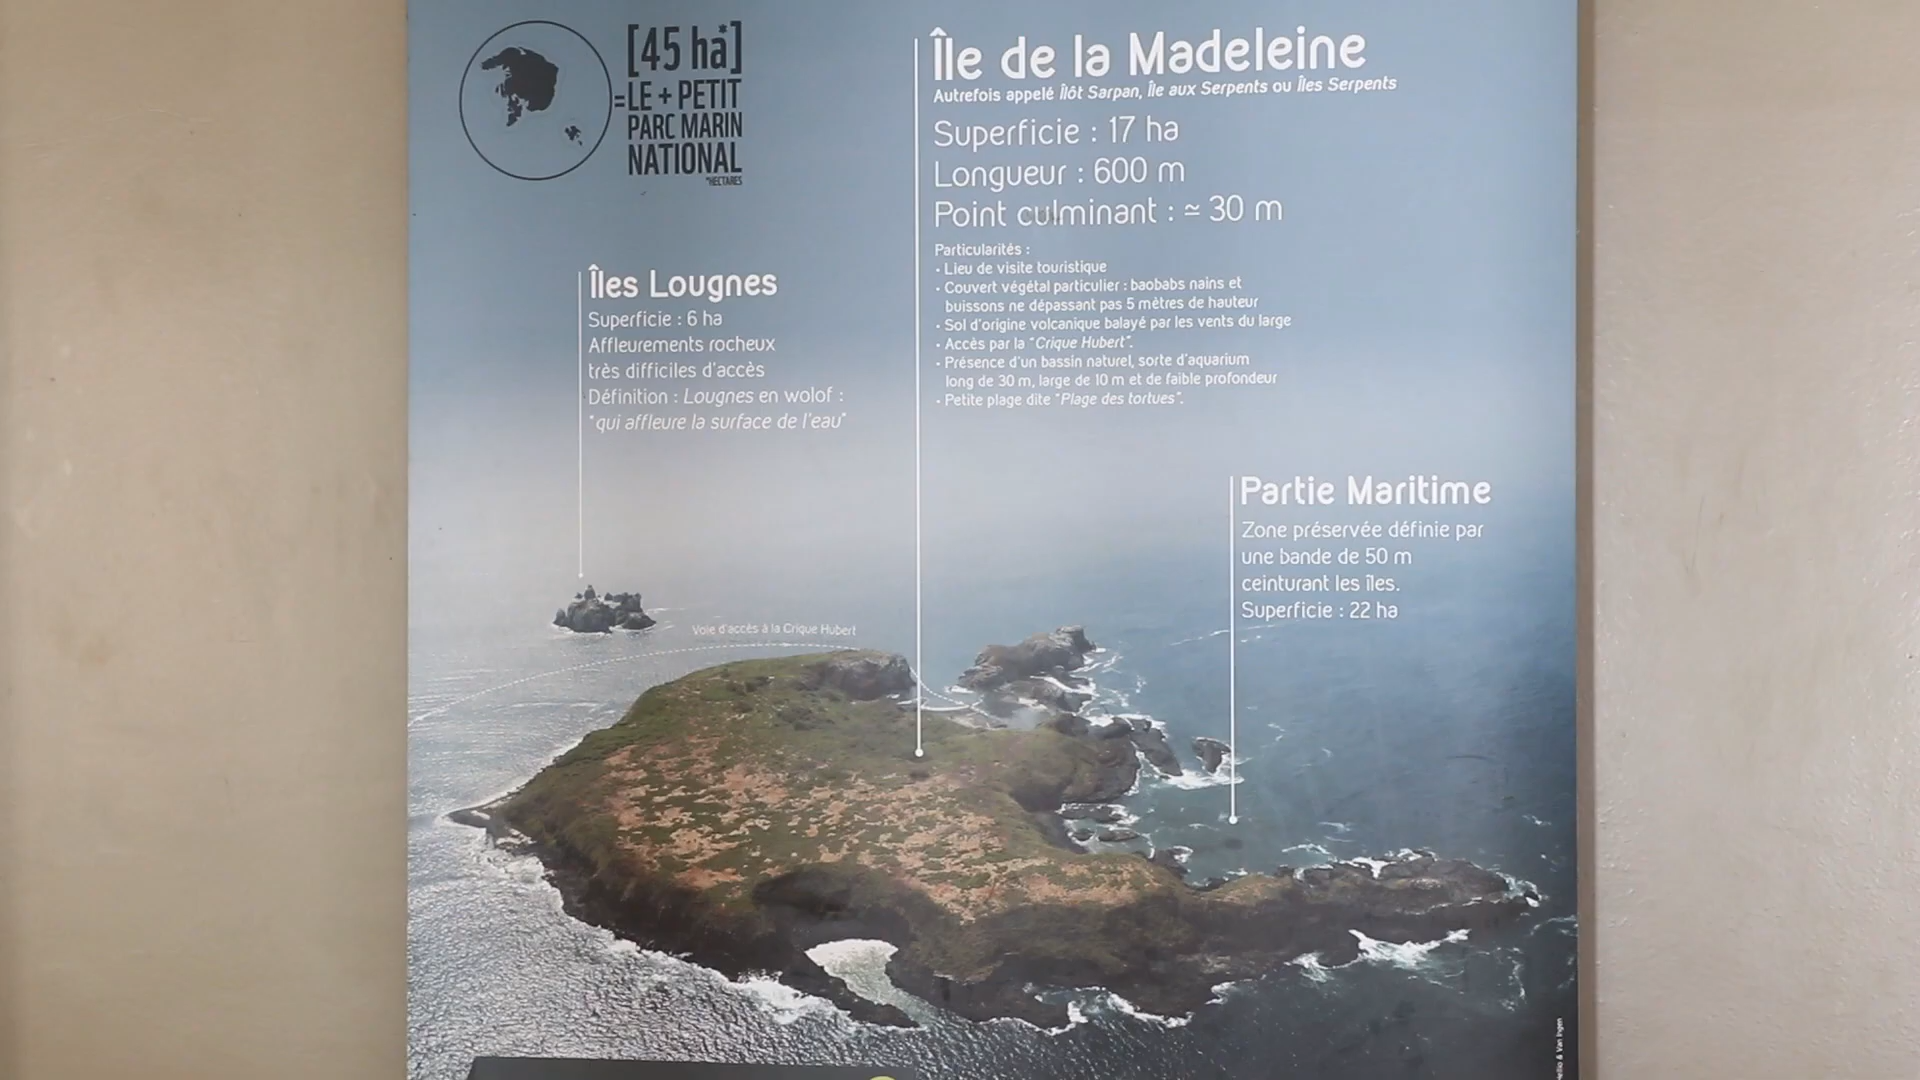 [45 ha*]
=LE + PETIT
PARC MARIN
NATIONAL
*HECTARES
Île de la Madeleine
Autrefois appelé Îlôt Sarpan, Île aux Serpents ou Îles Serpents
Superficie : 17 ha
Longueur : 600 m
Point culminant : ≃ 30 m
Particularités :
• Lieu de visite touristique
• Couvert végétal particulier : baobabs nains et
buissons ne dépassant pas 5 mètres de hauteur
• Sol d'origine volcanique balayé par les vents du large
• Accès par la "Crique Hubert".
• Présence d'un bassin naturel, sorte d'aquarium
long de 30 m, large de 10 m et de faible profondeur
• Petite plage dite "Plage des tortues".
Îles Lougnes
Superficie : 6 ha
Affleurements rocheux
très difficiles d'accès
Définition : Lougnes en wolof :
"qui affleure la surface de l'eau"
Partie Maritime
Zone préservée définie par
une bande de 50 m
ceinturant les îles.
Superficie : 22 ha
Voie d'accès à la Crique Hubert
Hellio & Van Ingen